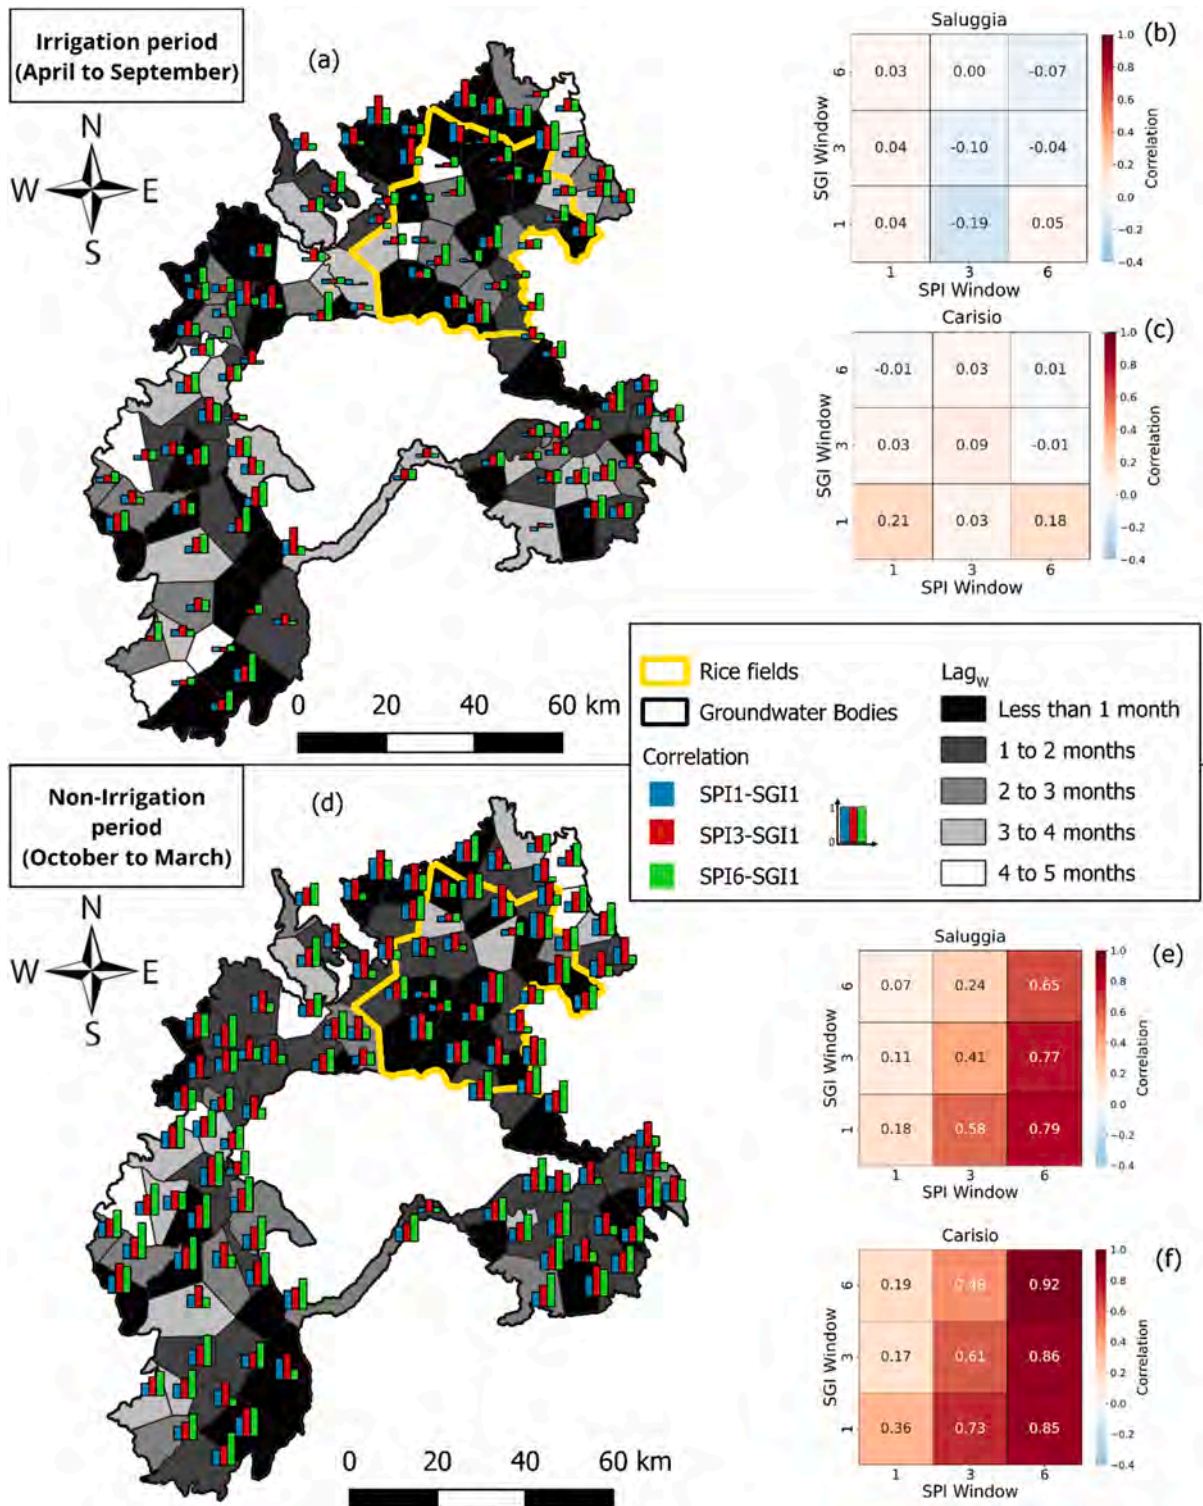 Irrigation period
(April to September)
(a)
N
W
E
S
0
20
40
60 km
Saluggia
(b)
SGI Window
6
3
1
0.03
0.00
-0.07
0.04
-0.10
-0.04
0.04
-0.19
0.05
1
3
6
SPI Window
1.0
0.8
0.6
0.4
0.2
0.0
−0.2
−0.4
Correlation
Carisio
(c)
SGI Window
6
3
1
-0.01
0.03
0.01
0.03
0.09
-0.01
0.21
0.03
0.18
1
3
6
SPI Window
1.0
0.8
0.6
0.4
0.2
0.0
−0.2
−0.4
Correlation
Rice fields
Groundwater Bodies
Correlation
SPI1-SGI1
SPI3-SGI1
SPI6-SGI1
1
0
Lagw
Less than 1 month
1 to 2 months
2 to 3 months
3 to 4 months
4 to 5 months
Non-Irrigation
period
(October to March)
(d)
N
W
E
S
0
20
40
60 km
Saluggia
(e)
SGI Window
6
3
1
0.07
0.24
0.65
0.11
0.41
0.77
0.18
0.58
0.79
1
3
6
SPI Window
1.0
0.8
0.6
0.4
0.2
0.0
−0.2
−0.4
Correlation
Carisio
(f)
SGI Window
6
3
1
0.19
0.48
0.92
0.17
0.61
0.86
0.36
0.73
0.85
1
3
6
SPI Window
1.0
0.8
0.6
0.4
0.2
0.0
−0.2
−0.4
Correlation